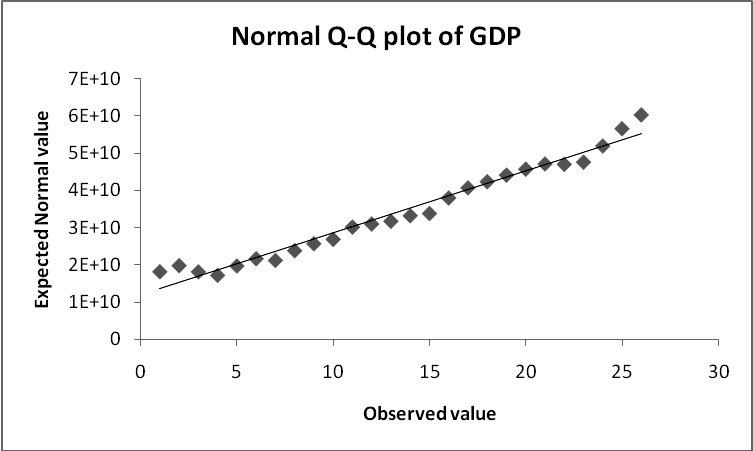 Normal Q-Q plot of GDP
Expected Normal value
7E+10
6E+10
5E+10
4E+10
3E+10
2E+10
1E+10
0
0 5 10 15 20 25 30
Observed value